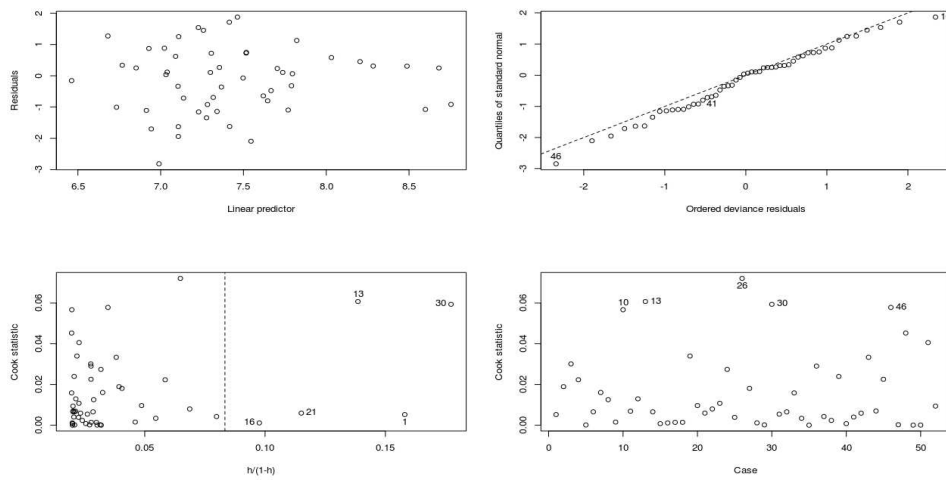 2
1
0
-1
-2
-3
Residuals
6.5 7.0 7.5 8.0 8.5
Linear predictor
2
1
0
-1
-2
-3
Quantiles of standard normal
41
46
-2 -1 0 1 2
Ordered deviance residuals
0.06
0.04
0.02
0.00
Cook statistic
13
30
16
21
1
0.05 0.10 0.15
h/(1-h)
0.06
0.04
0.02
0.00
Cook statistic
26
10
13
30
46
0 10 20 30 40 50
Case